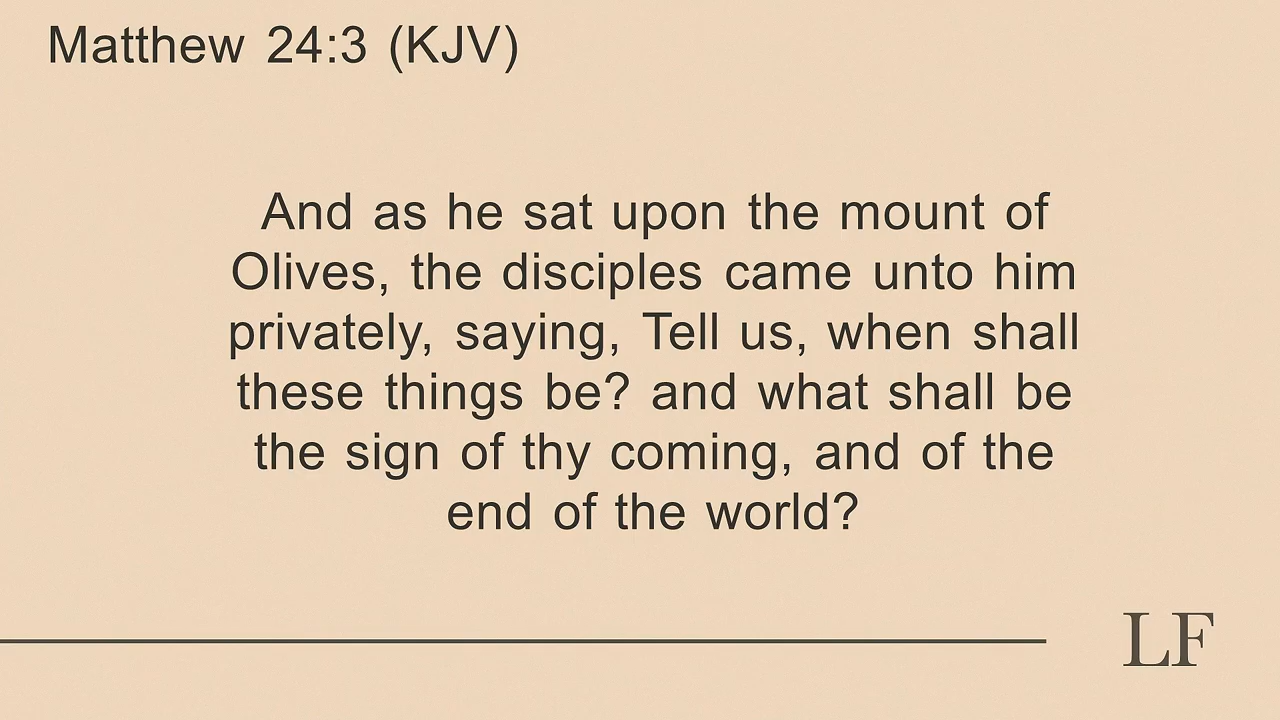 Matthew 24:3 (KJV)
And as he sat upon the mount of
Olives, the disciples came unto him
privately, saying, Tell us, when shall
these things be? and what shall be
the sign of thy coming, and of the
end of the world?
LF